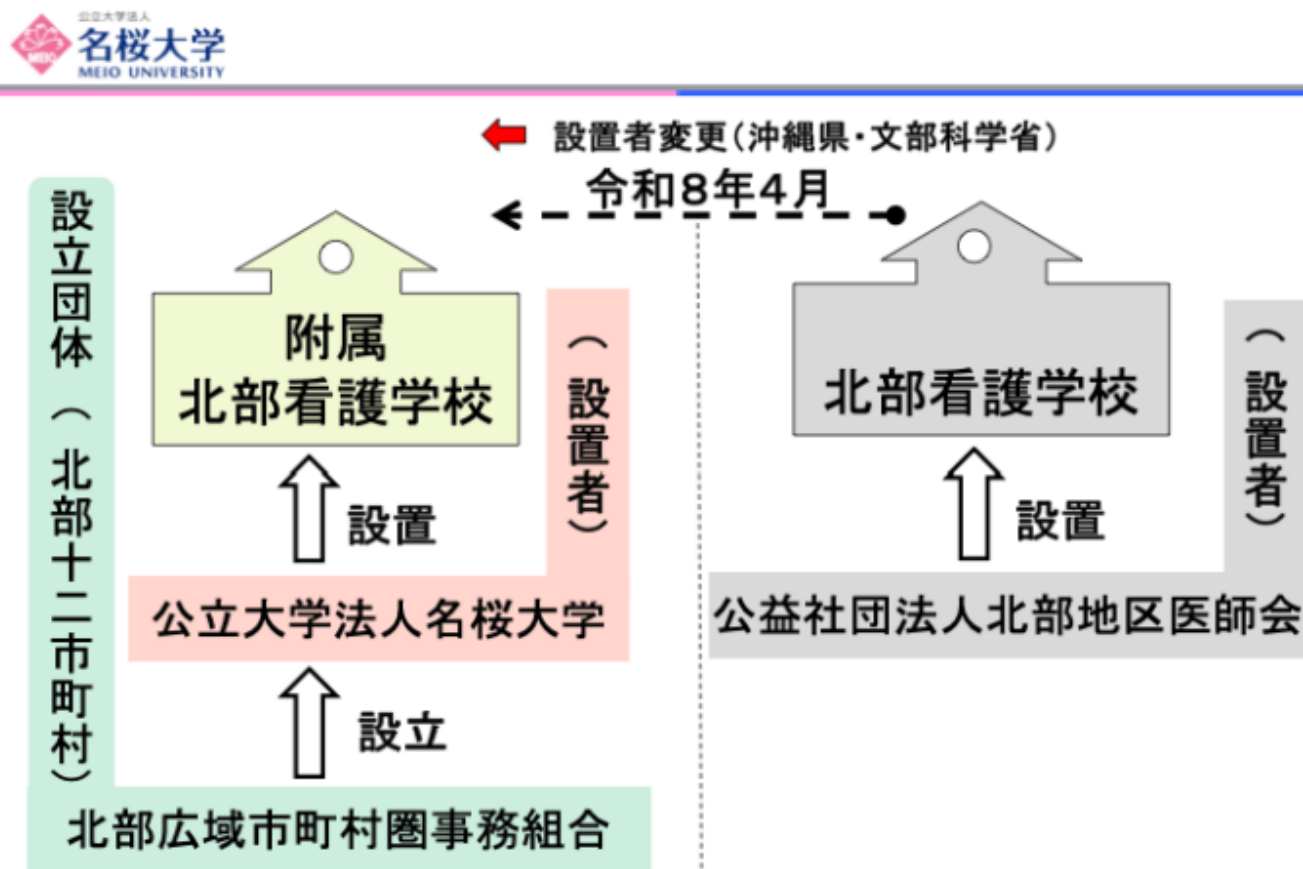 公立大学法人
名桜大学
MEIO
MEIO UNIVERSITY
設置者変更(沖縄県・文部科学省)
令和8年4月
設立団体(北部十二市町村)
附属
北部看護学校
(設置者)
設置
公立大学法人名桜大学
設立
北部広域市町村圏事務組合
北部看護学校
(設置者)
設置
公益社団法人北部地区医師会